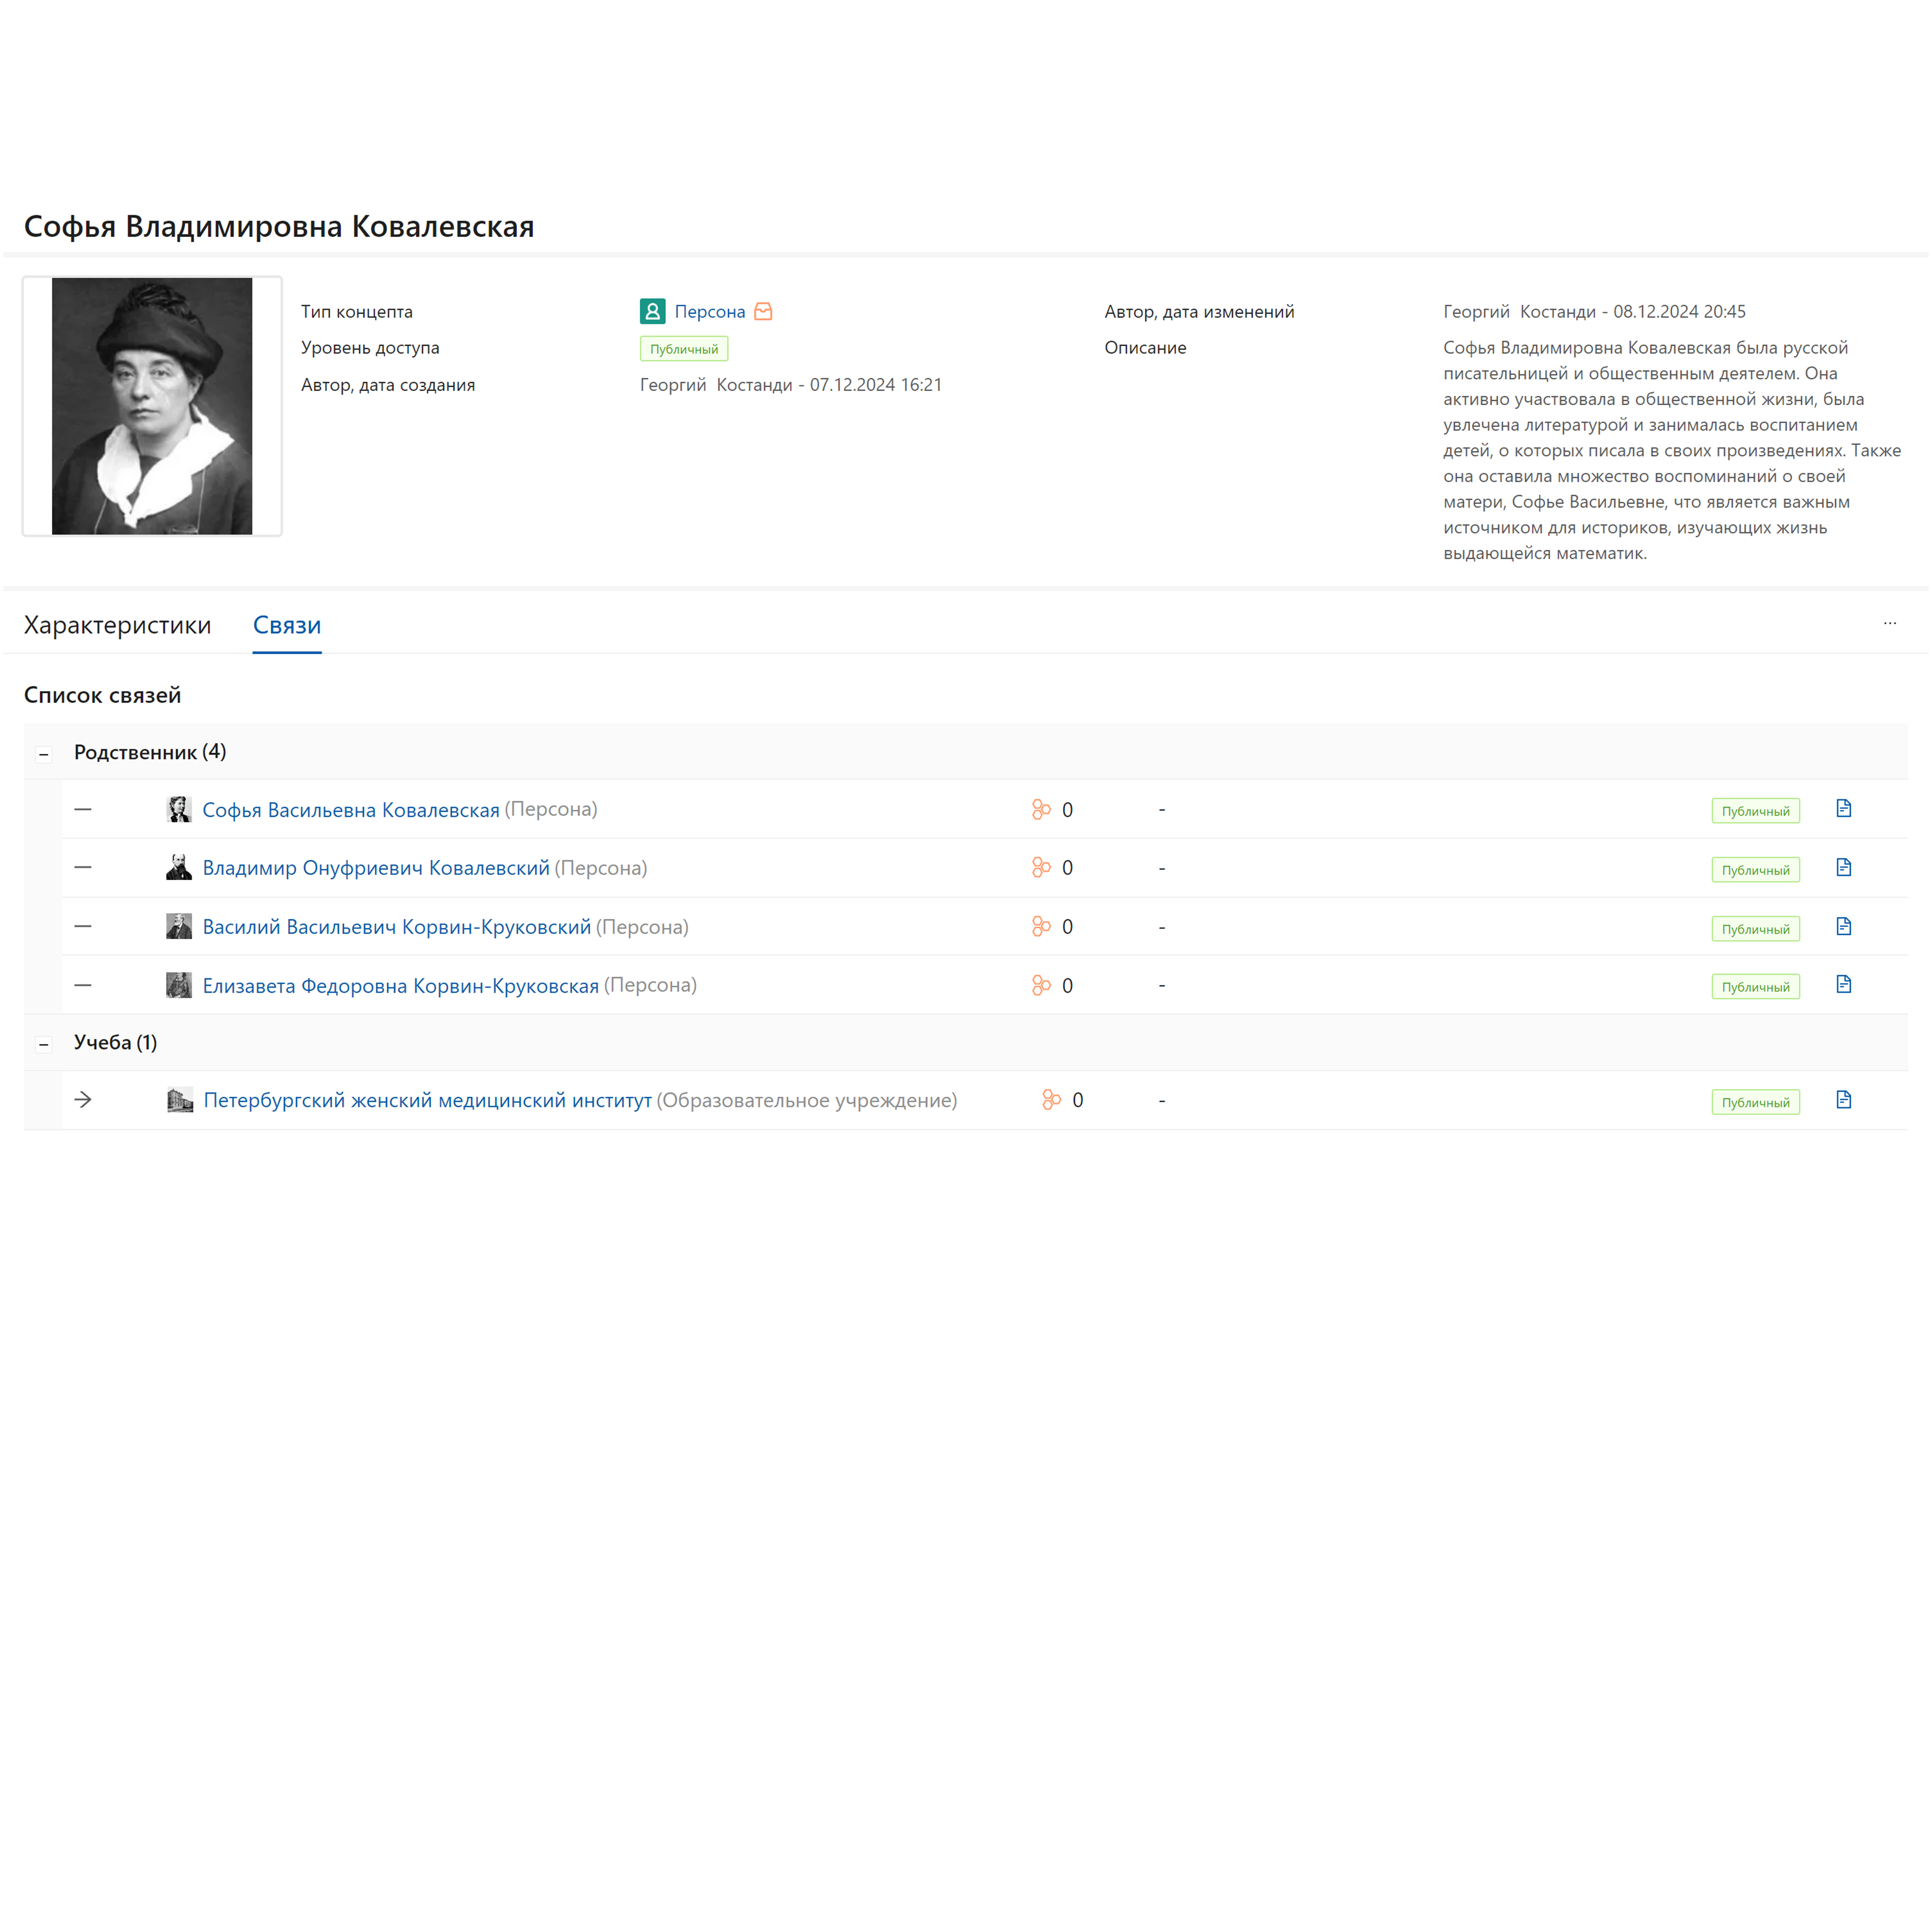 Софья Владимировна Ковалевская
Тип концепта
Персона
Уровень доступа
Публичный
Автор, дата создания
Георгий Костанди - 07.12.2024 16:21
Автор, дата изменений
Георгий Костанди - 08.12.2024 20:45
Описание
Софья Владимировна Ковалевская была русской
писательницей и общественным деятелем. Она
активно участвовала в общественной жизни, была
увлечена литературой и занималась воспитанием
детей, о которых писала в своих произведениях. Также
она оставила множество воспоминаний о своей
матери, Софье Васильевне, что является важным
источником для историков, изучающих жизнь
выдающейся математик.
Характеристики Связи ...
Список связей
Родственник (4)
Софья Васильевна Ковалевская (Персона) 0 - Публичный
Владимир Онуфриевич Ковалевский (Персона) 0 - Публичный
Василий Васильевич Корвин-Круковский (Персона) 0 - Публичный
Елизавета Федоровна Корвин-Круковская (Персона) 0 - Публичный
Учеба (1)
Петербургский женский медицинский институт (Образовательное учреждение) 0 - Публичный